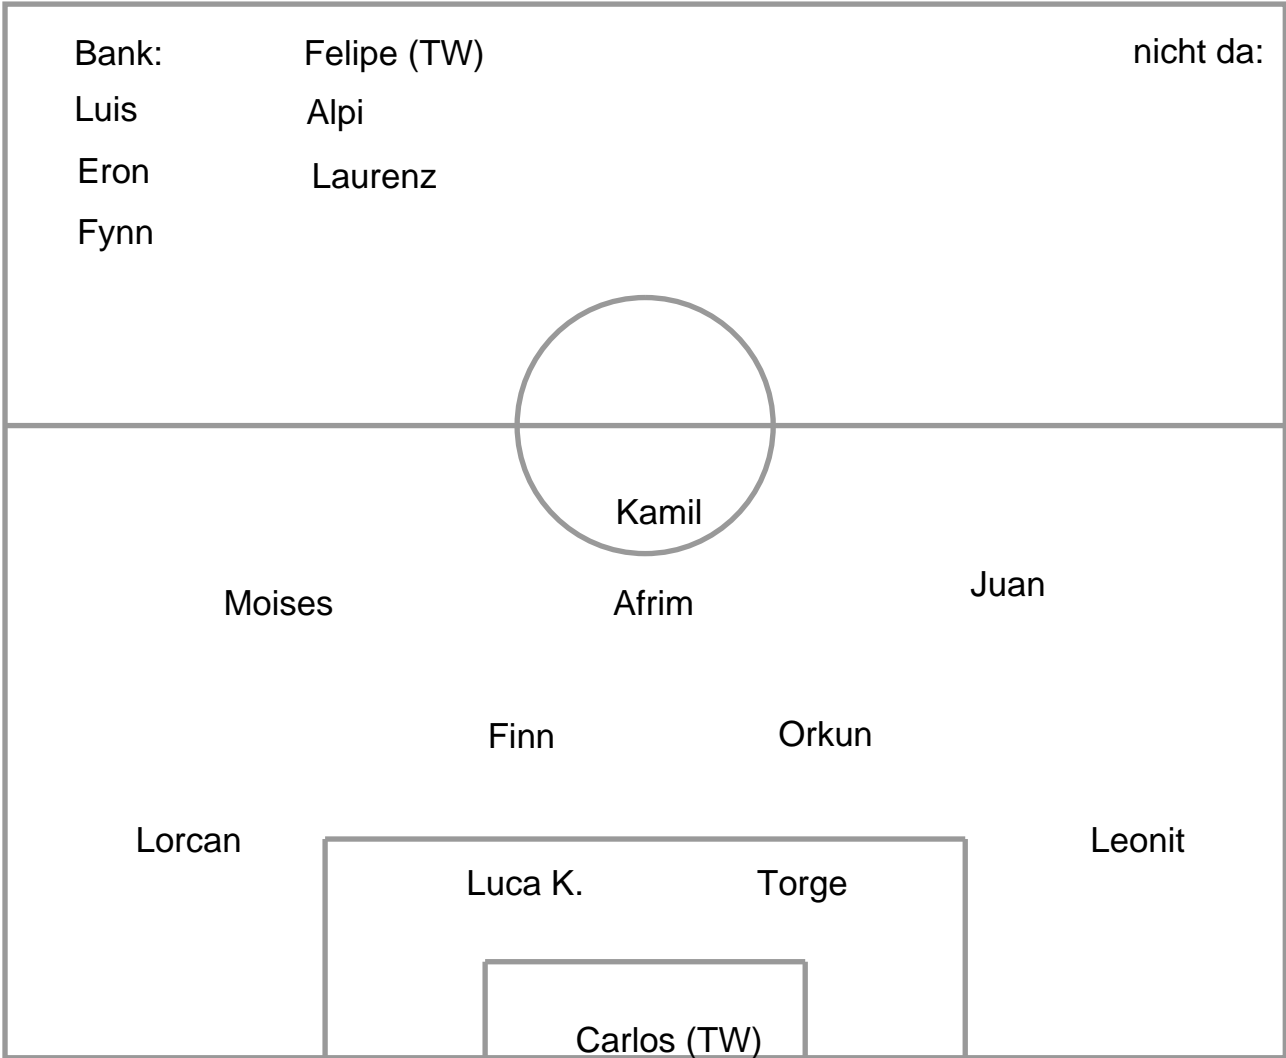 Bank: Felipe (TW) nicht da:
Luis Alpi
Eron Laurenz
Fynn
Kamil
Moises Afrim Juan
Finn Orkun
Lorcan Leonit
Luca K. Torge
Carlos (TW)